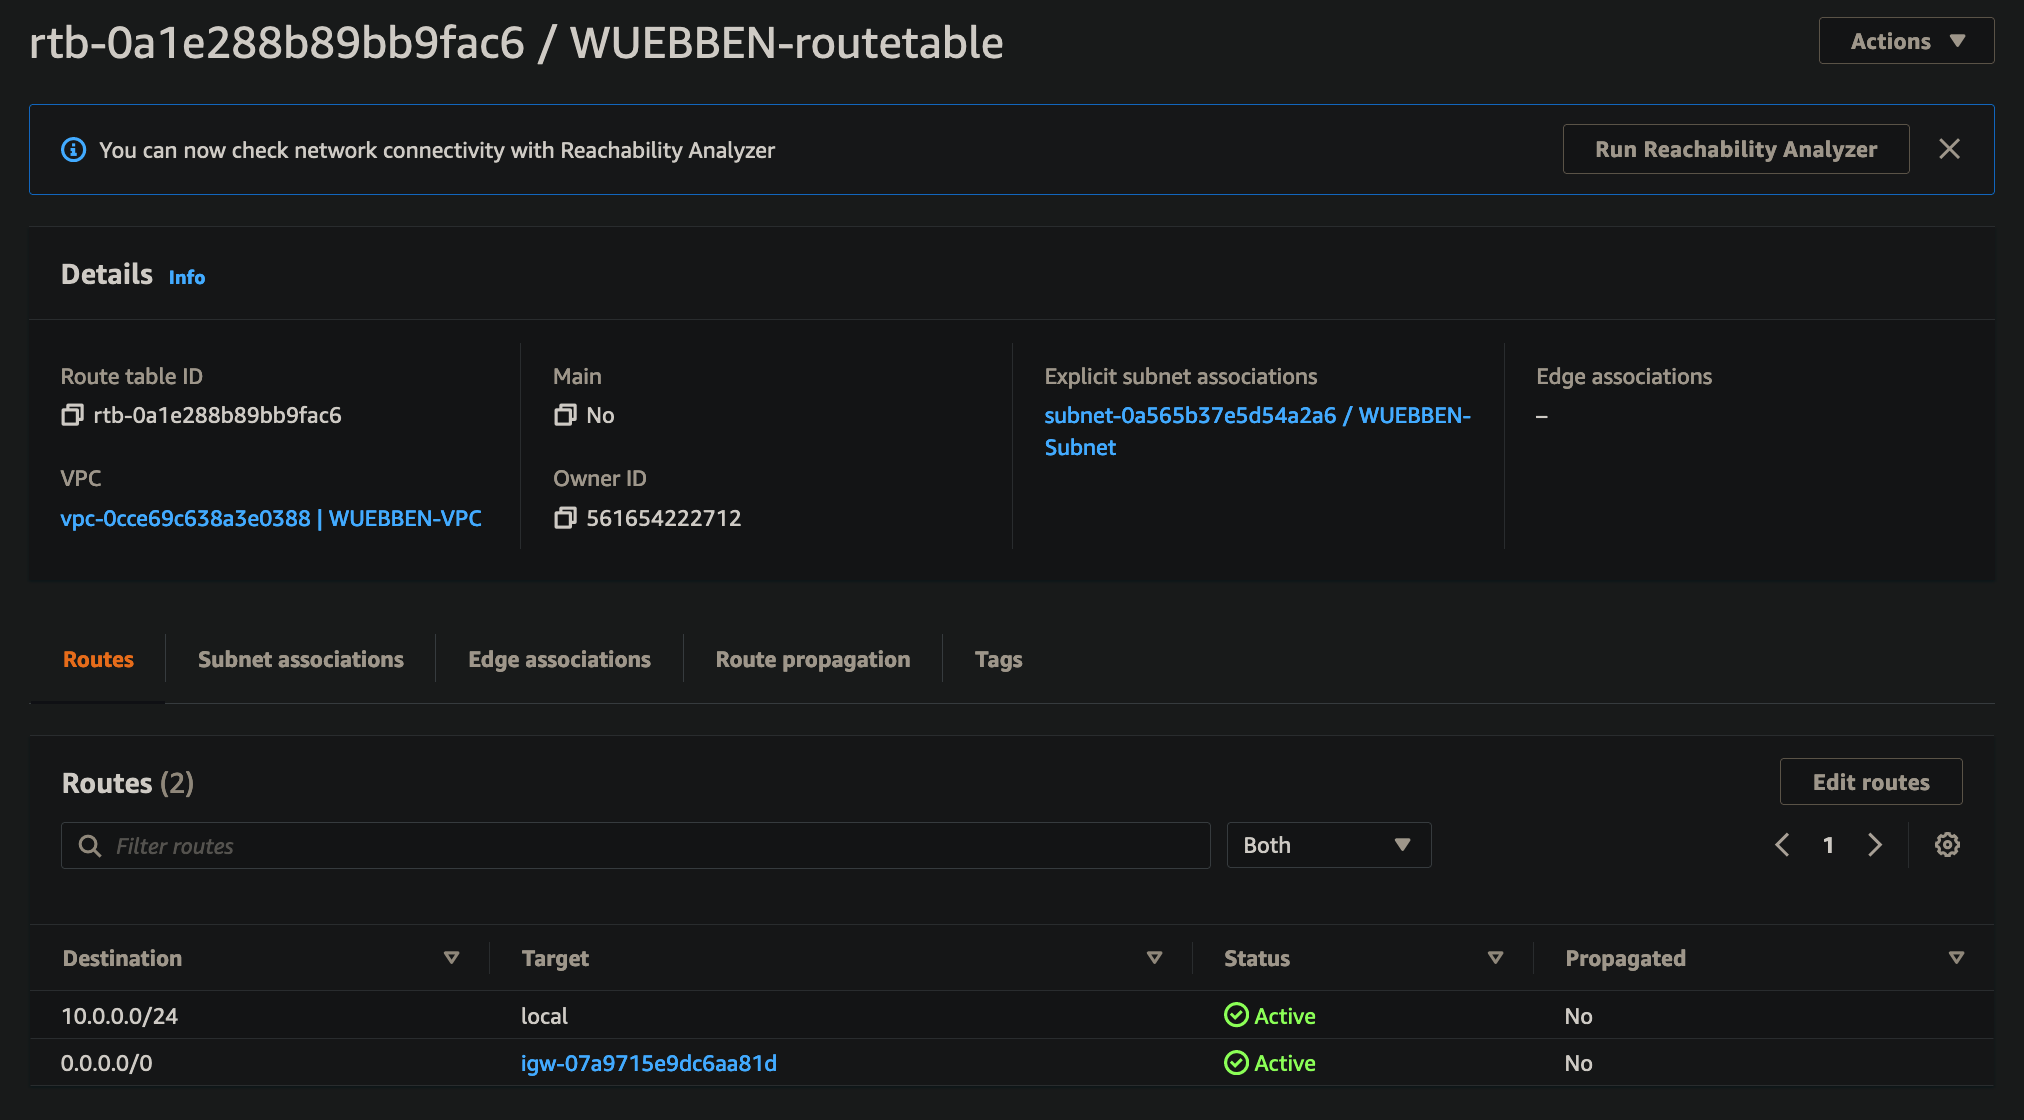 rtb-0a1e288b89bb9fac6 / WUEBBEN-routetable
Actions
You can now check network connectivity with Reachability Analyzer
Run Reachability Analyzer
Details Info
Route table ID
rtb-0a1e288b89bb9fac6
Main
No
Explicit subnet associations
subnet-0a565b37e5d54a2a6 / WUEBBEN-
Subnet
Edge associations
–
VPC
vpc-0cce69c638a3e0388 | WUEBBEN-VPC
Owner ID
561654222712
Routes Subnet associations Edge associations Route propagation Tags
Routes (2)
Edit routes
Filter routes
Both
1
Destination Target Status Propagated
10.0.0.0/24 local Active No
0.0.0.0/0 igw-07a9715e9dc6aa81d Active No